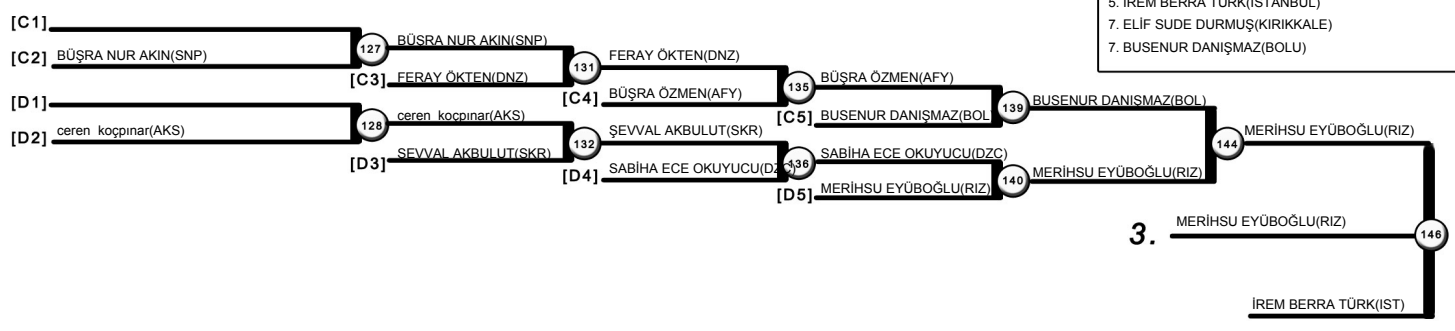 5. İREM BERRA TÜRK(İSTANBUL)
7. ELİF SUDE DURMUŞ(KIRIKKALE)
7. BUSENUR DANIŞMAZ(BOLU)
[C1]
[C2] BÜŞRA NUR AKIN(SNP)
127
BÜSRA NUR AKIN(SNP)
[C3] FERAY ÖKTEN(DNZ)
131
FERAY ÖKTEN(DNZ)
[C4] BÜŞRA ÖZMEN(AFY)
135
BÜŞRA ÖZMEN(AFY)
[C5] BUSENUR DANIŞMAZ(BOL)
139
BUSENUR DANIŞMAZ(BOL)
[D1]
[D2] ceren koçpınar(AKS)
128
ceren koçpınar(AKS)
[D3] SEVVAL AKBULUT(SKR)
132
ŞEVVAL AKBULUT(SKR)
[D4] SABİHA ECE OKUYUCU(DZC)
136
SABİHA ECE OKUYUCU(DZC)
[D5] MERİHSU EYÜBOĞLU(RIZ)
140
MERİHSU EYÜBOĞLU(RIZ)
144
MERİHSU EYÜBOĞLU(RIZ)
3. MERİHSU EYÜBOĞLU(RIZ)
146
İREM BERRA TÜRK(IST)